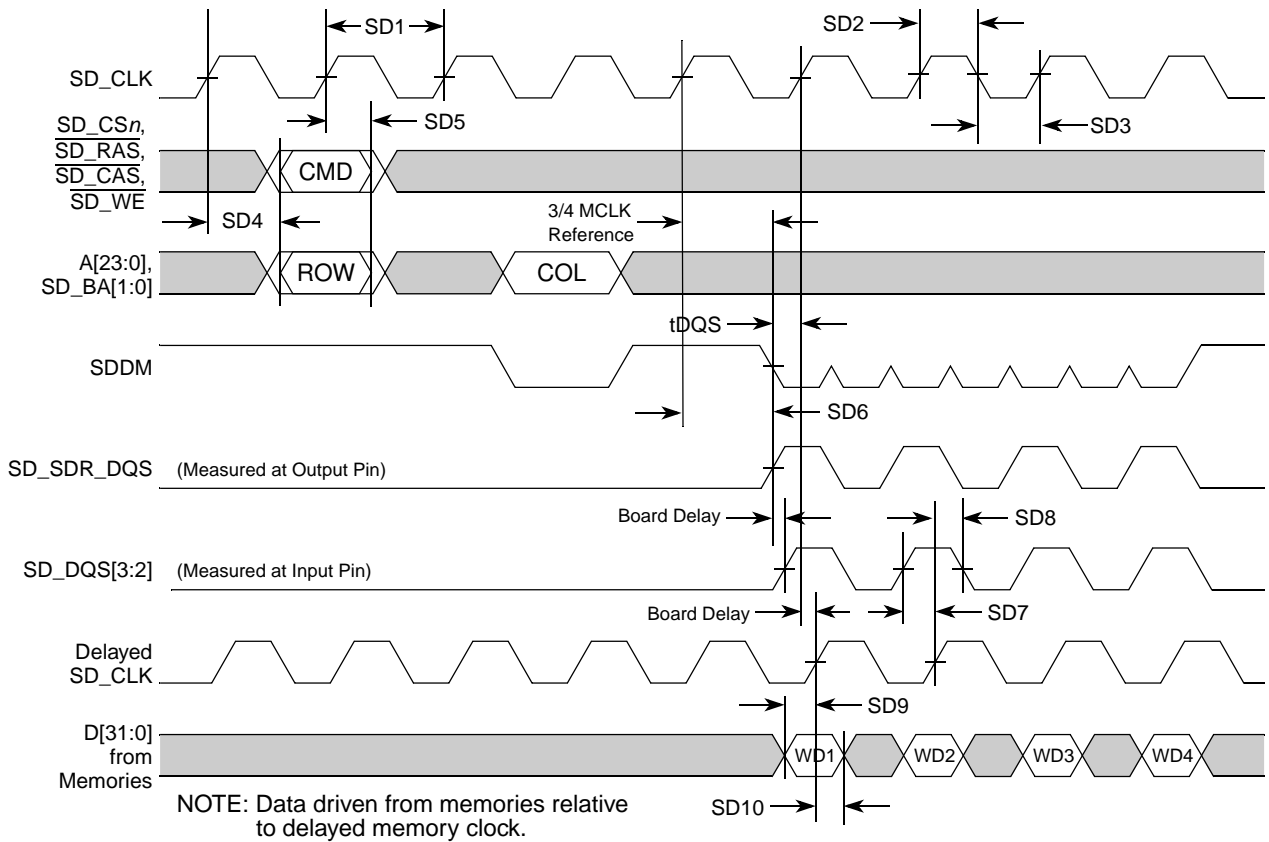 SD1
SD2
SD_CLK
SD5
SD3
SD_CSn,
SD_RAS,
SD_CAS,
SD_WE
CMD
SD4
3/4 MCLK
Reference
A[23:0],
SD_BA[1:0]
ROW
COL
tDQS
SDDM
SD6
SD_SDR_DQS
(Measured at Output Pin)
Board Delay
SD8
SD_DQS[3:2]
(Measured at Input Pin)
Board Delay
SD7
Delayed
SD_CLK
SD9
D[31:0]
from
Memories
WD1
WD2
WD3
WD4
SD10
NOTE: Data driven from memories relative
to delayed memory clock.